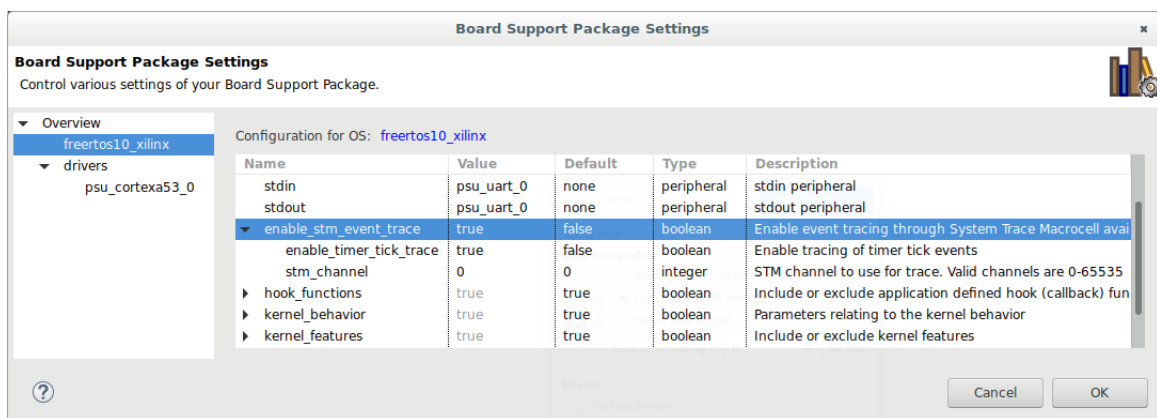 Board Support Package Settings
Board Support Package Settings
Control various settings of your Board Support Package.
Overview
freertos10_xilinx
drivers
psu_cortexa53_0
Configuration for OS: freertos10_xilinx
Name Value Default Type Description
stdin psu_uart_0 none peripheral stdin peripheral
stdout psu_uart_0 none peripheral stdout peripheral
enable_stm_event_trace true false boolean Enable event tracing through System Trace Macrocell avai
enable_timer_tick_trace true false boolean Enable tracing of timer tick events
stm_channel 0 0 integer STM channel to use for trace. Valid channels are 0-65535
hook_functions true true boolean Include or exclude application defined hook (callback) fun
kernel_behavior true true boolean Parameters relating to the kernel behavior
kernel_features true true boolean Include or exclude kernel features
Effects
Include pointer
Cancel OK